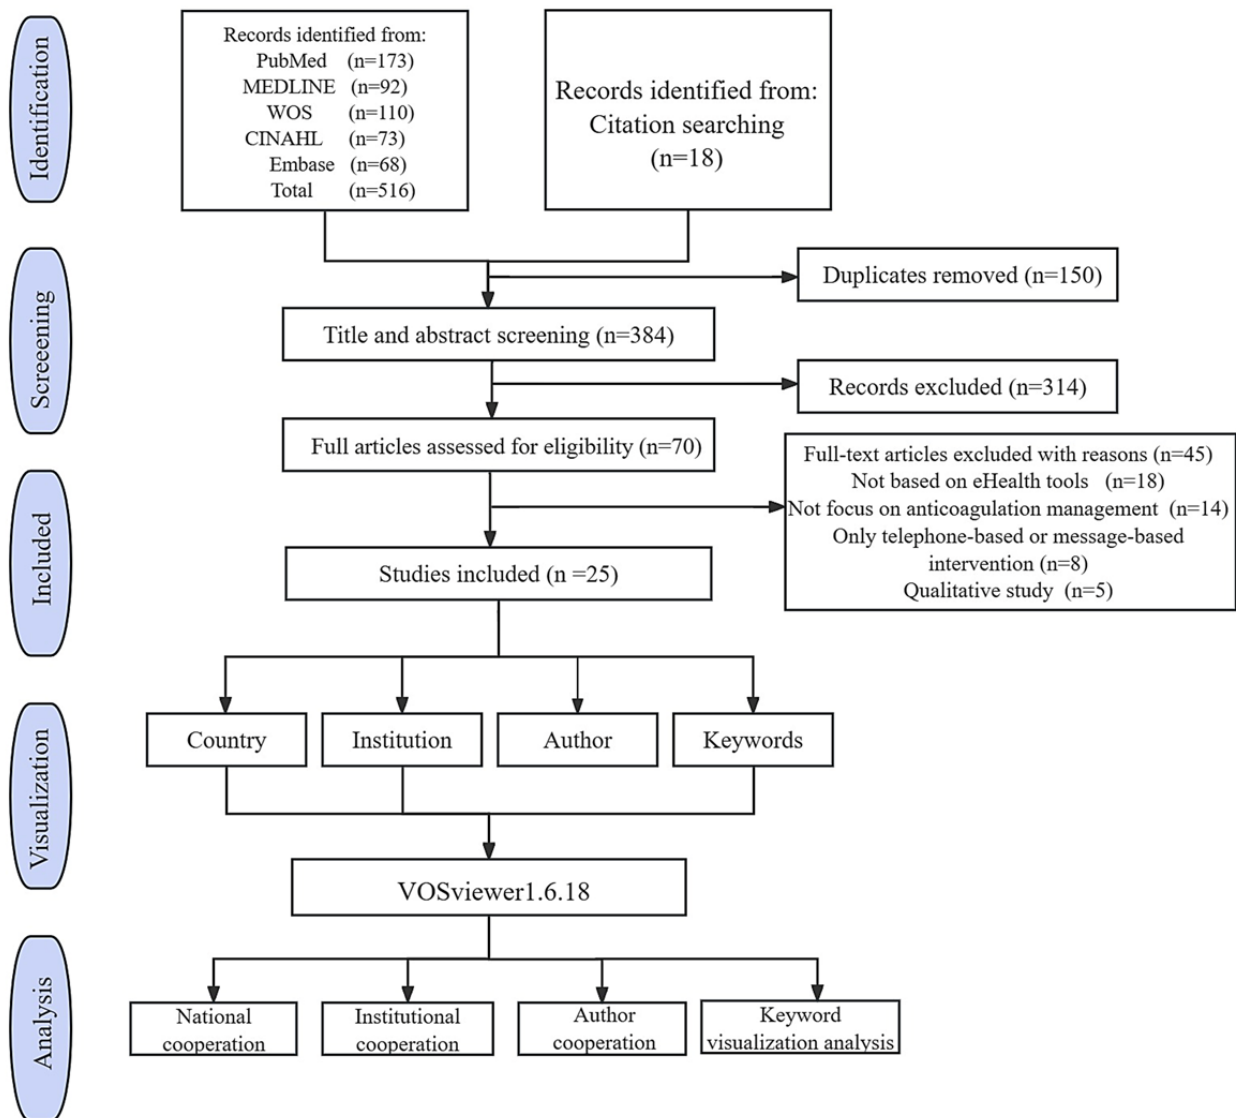 Identification
Records identified from:
PubMed (n=173)
MEDLINE (n=92)
WOS (n=110)
CINAHL (n=73)
Embase (n=68)
Total (n=516)
Records identified from:
Citation searching
(n=18)
Screening
Duplicates removed (n=150)
Title and abstract screening (n=384)
Records excluded (n=314)
Full articles assessed for eligibility (n=70)
Included
Full-text articles excluded with reasons (n=45)
Not based on eHealth tools (n=18)
Not focus on anticoagulation management (n=14)
Only telephone-based or message-based
intervention (n=8)
Qualitative study (n=5)
Studies included (n =25)
Visualization
Country
Institution
Author
Keywords
VOSviewer1.6.18
Analysis
National
cooperation
Institutional
cooperation
Author
cooperation
Keyword
visualization analysis